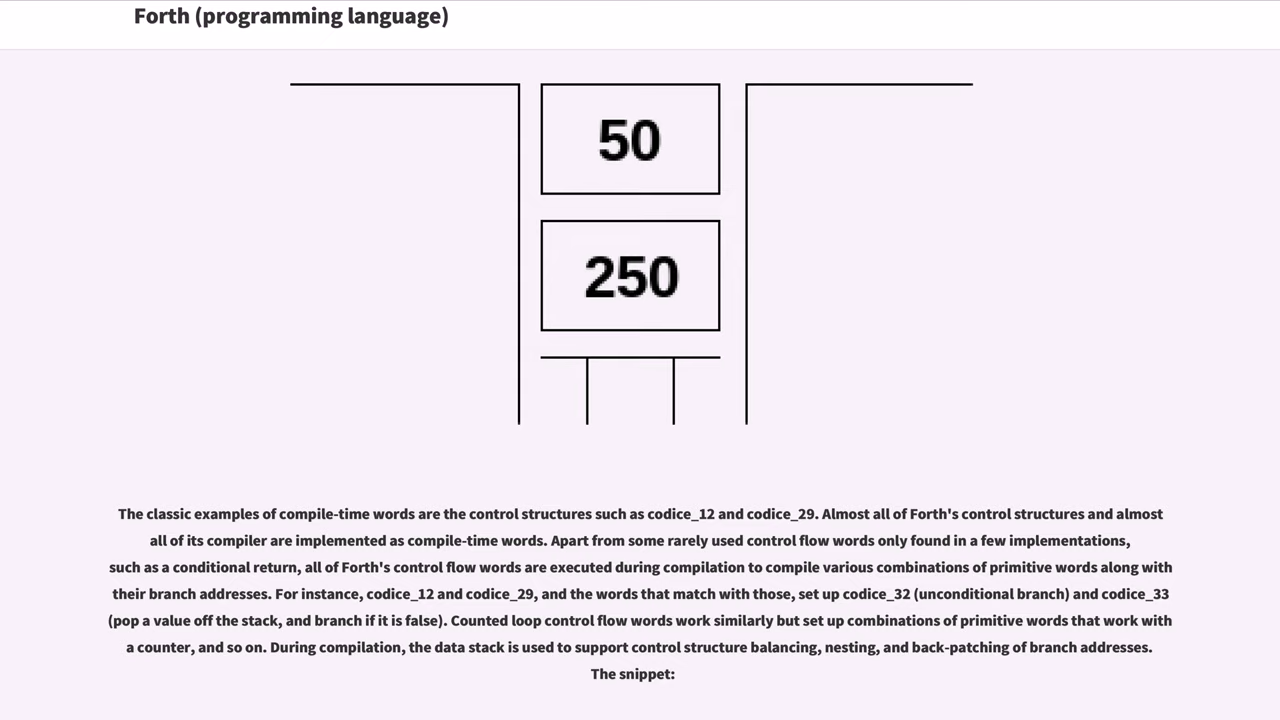 Forth (programming language)
50
250
The classic examples of compile-time words are the control structures such as codice_12 and codice_29. Almost all of Forth's control structures and almost
all of its compiler are implemented as compile-time words. Apart from some rarely used control flow words only found in a few implementations,
such as a conditional return, all of Forth's control flow words are executed during compilation to compile various combinations of primitive words along with
their branch addresses. For instance, codice_12 and codice_29, and the words that match with those, set up codice_32 (unconditional branch) and codice_33
(pop a value off the stack, and branch if it is false). Counted loop control flow words work similarly but set up combinations of primitive words that work with
a counter, and so on. During compilation, the data stack is used to support control structure balancing, nesting, and back-patching of branch addresses.
The snippet: